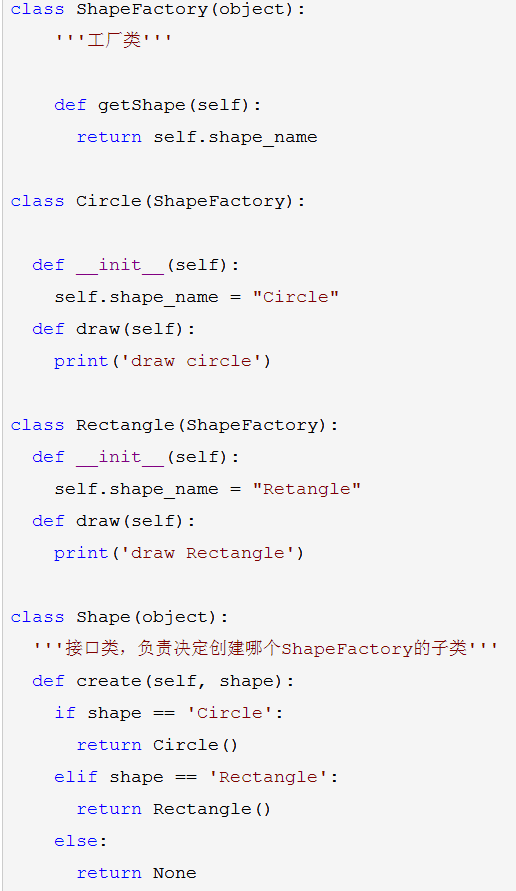 class ShapeFactory(object):
    '''工厂类'''
    def getShape(self):
      return self.shape_name
class Circle(ShapeFactory):
  def __init__(self):
    self.shape_name = "Circle"
  def draw(self):
    print('draw circle')
class Rectangle(ShapeFactory):
  def __init__(self):
    self.shape_name = "Retangle"
  def draw(self):
    print('draw Rectangle')
class Shape(object):
  '''接口类，负责决定创建哪个ShapeFactory的子类'''
  def create(self, shape):
    if shape == 'Circle':
      return Circle()
    elif shape == 'Rectangle':
      return Rectangle()
    else:
      return None